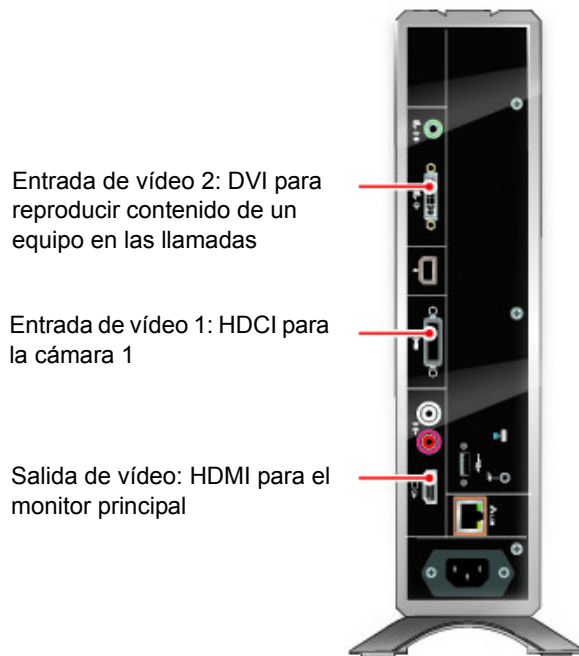 Entrada de vídeo 2: DVI para
reproducir contenido de un
equipo en las llamadas
Entrada de vídeo 1: HDCI para
la cámara 1
Salida de vídeo: HDMI para el
monitor principal